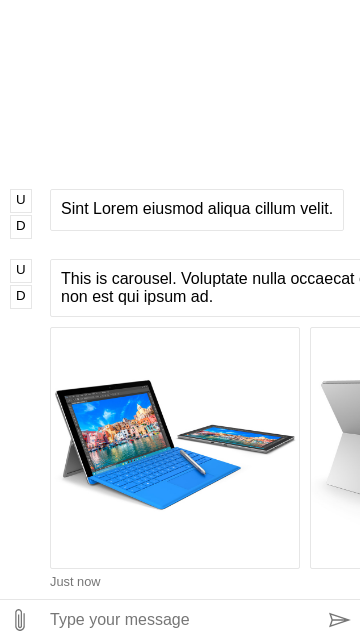 U
D
Sint Lorem eiusmod aliqua cillum velit.
U
D
This is carousel. Voluptate nulla occaecat
non est qui ipsum ad.
Just now
Type your message